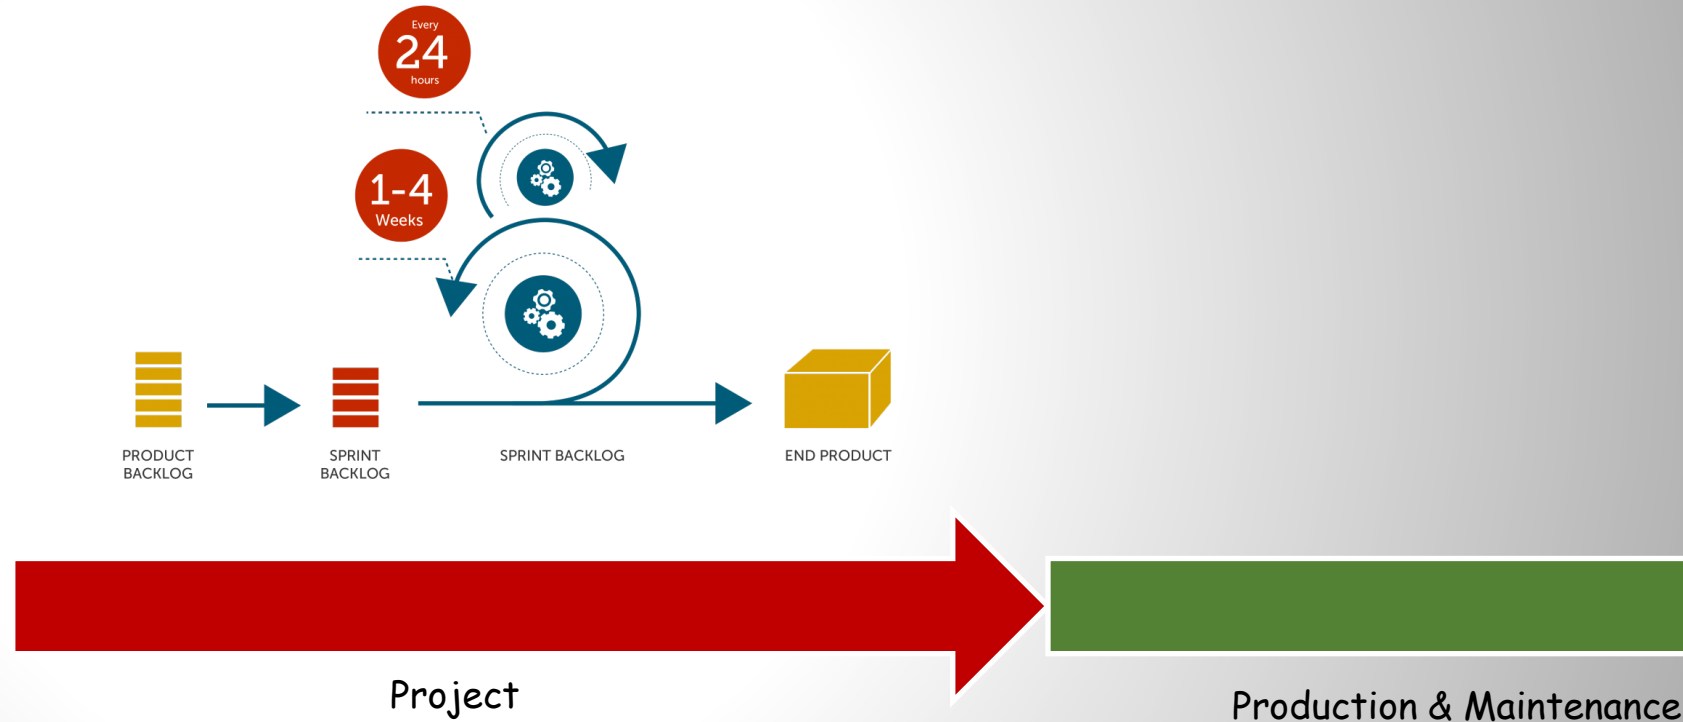 Every
24
hours
1-4
Weeks
PRODUCT
BACKLOG
SPRINT
BACKLOG
SPRINT BACKLOG
END PRODUCT
Project
Production & Maintenance